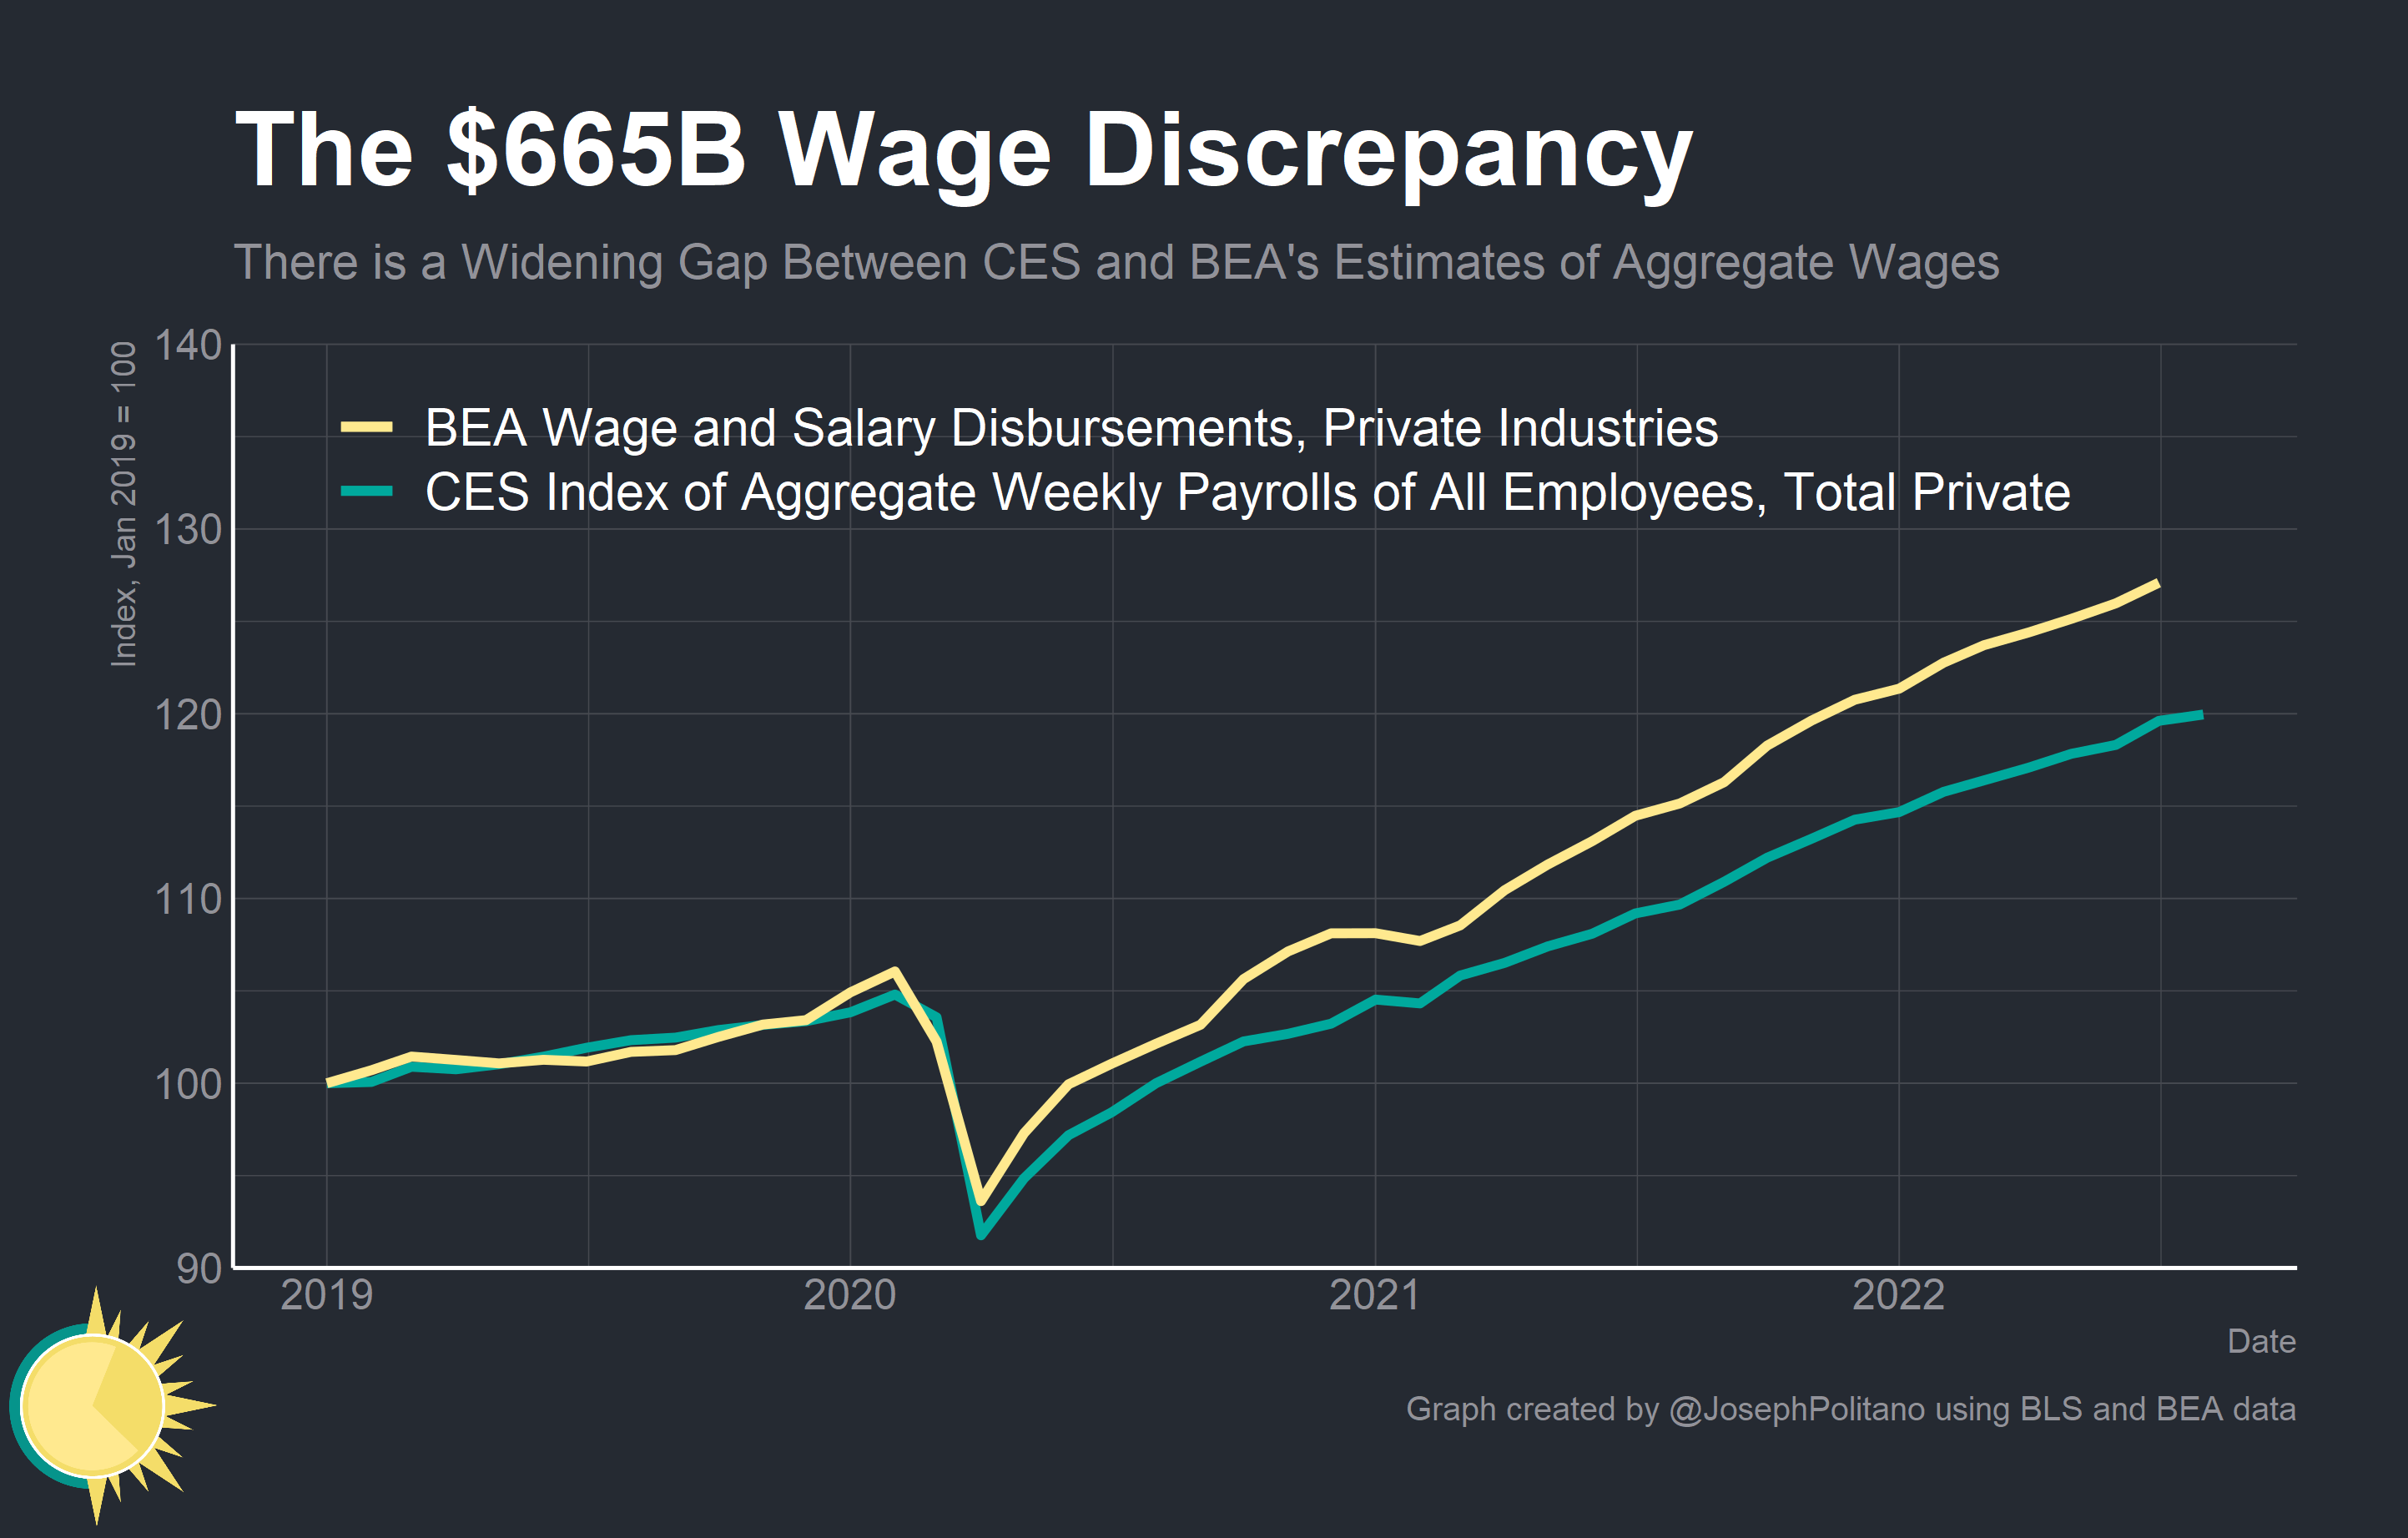 The $665B Wage Discrepancy
There is a Widening Gap Between CES and BEA's Estimates of Aggregate Wages
Index, Jan 2019 = 100
140
130
120
110
100
90
BEA Wage and Salary Disbursements, Private Industries
CES Index of Aggregate Weekly Payrolls of All Employees, Total Private
2019
2020
2021
2022
Date
Graph created by @JosephPolitano using BLS and BEA data